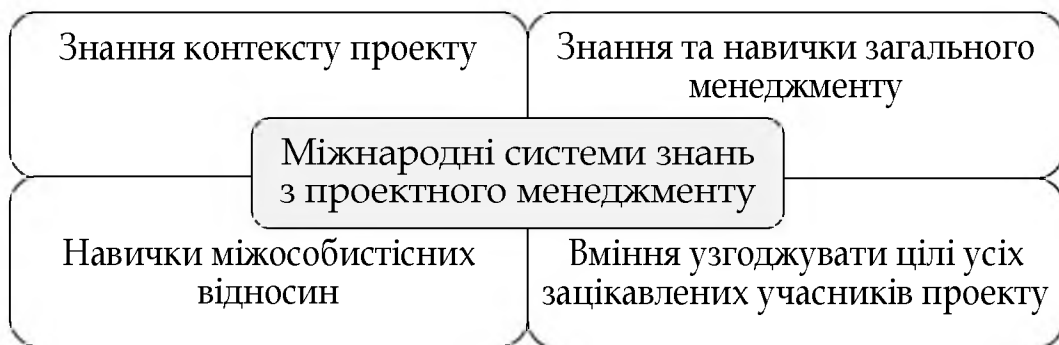 Знання контексту проекту
Знання та навички загального
менеджменту
Міжнародні системи знань
з проектного менеджменту
Навички міжособистісних
відносин
Вміння узгоджувати цілі усіх
зацікавлених учасників проекту